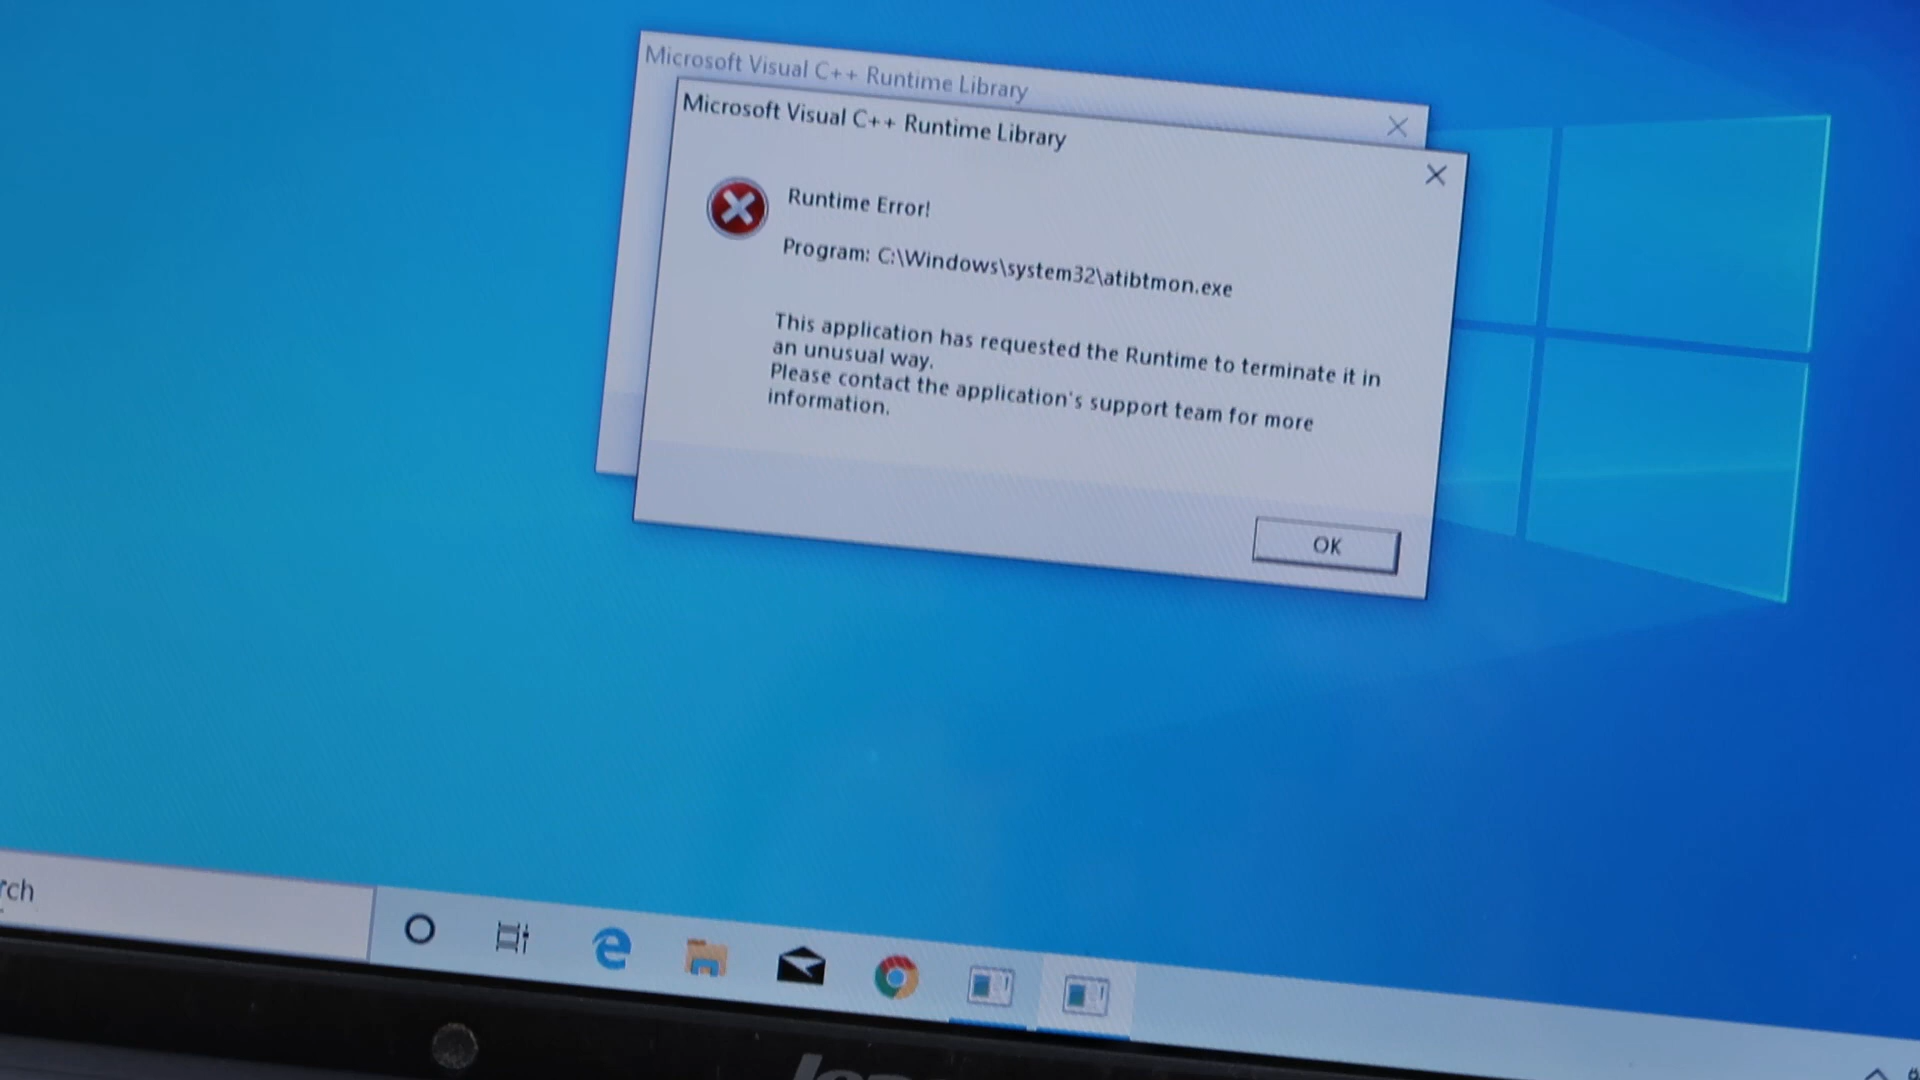 Microsoft Visual C++ Runtime Library
Microsoft Visual C++ Runtime Library
Runtime Error!
Program: C:\Windows\system32\atibtmon.exe
This application has requested the Runtime to terminate it in
an unusual way.
Please contact the application's support team for more
information.
OK
rch